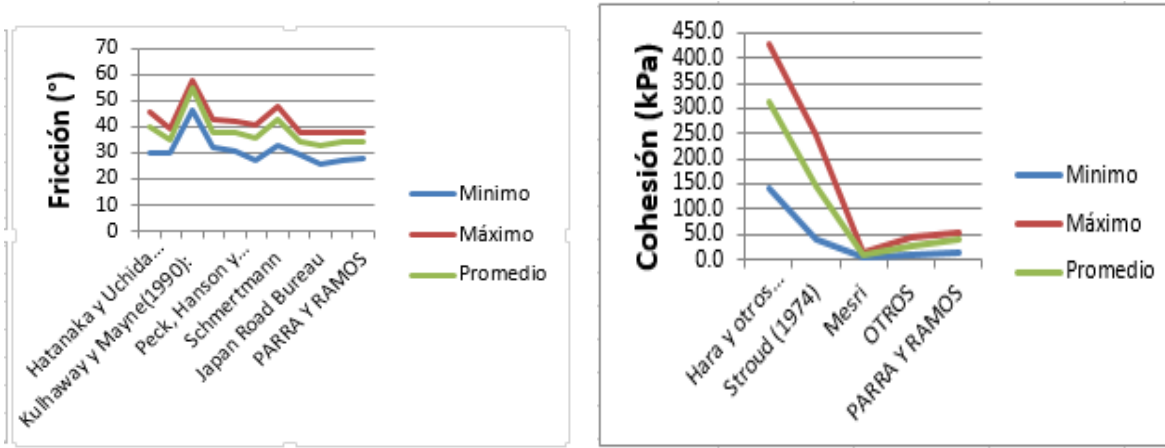 Fricción (°)
70
60
50
40
30
20
10
0
Hatanaka y Uchida...
Kulhaway y Mayne(1990):
Peck, Hanson y...
Schmertmann
Japan Road Bureau
PARRA Y RAMOS
Minimo
Máximo
Promedio
Cohesión (kPa)
450.0
400.0
350.0
300.0
250.0
200.0
150.0
100.0
50.0
0.0
Hara y otros...
Stroud (1974)
Mesri
OTROS
PARRA Y RAMOS
Minimo
Máximo
Promedio